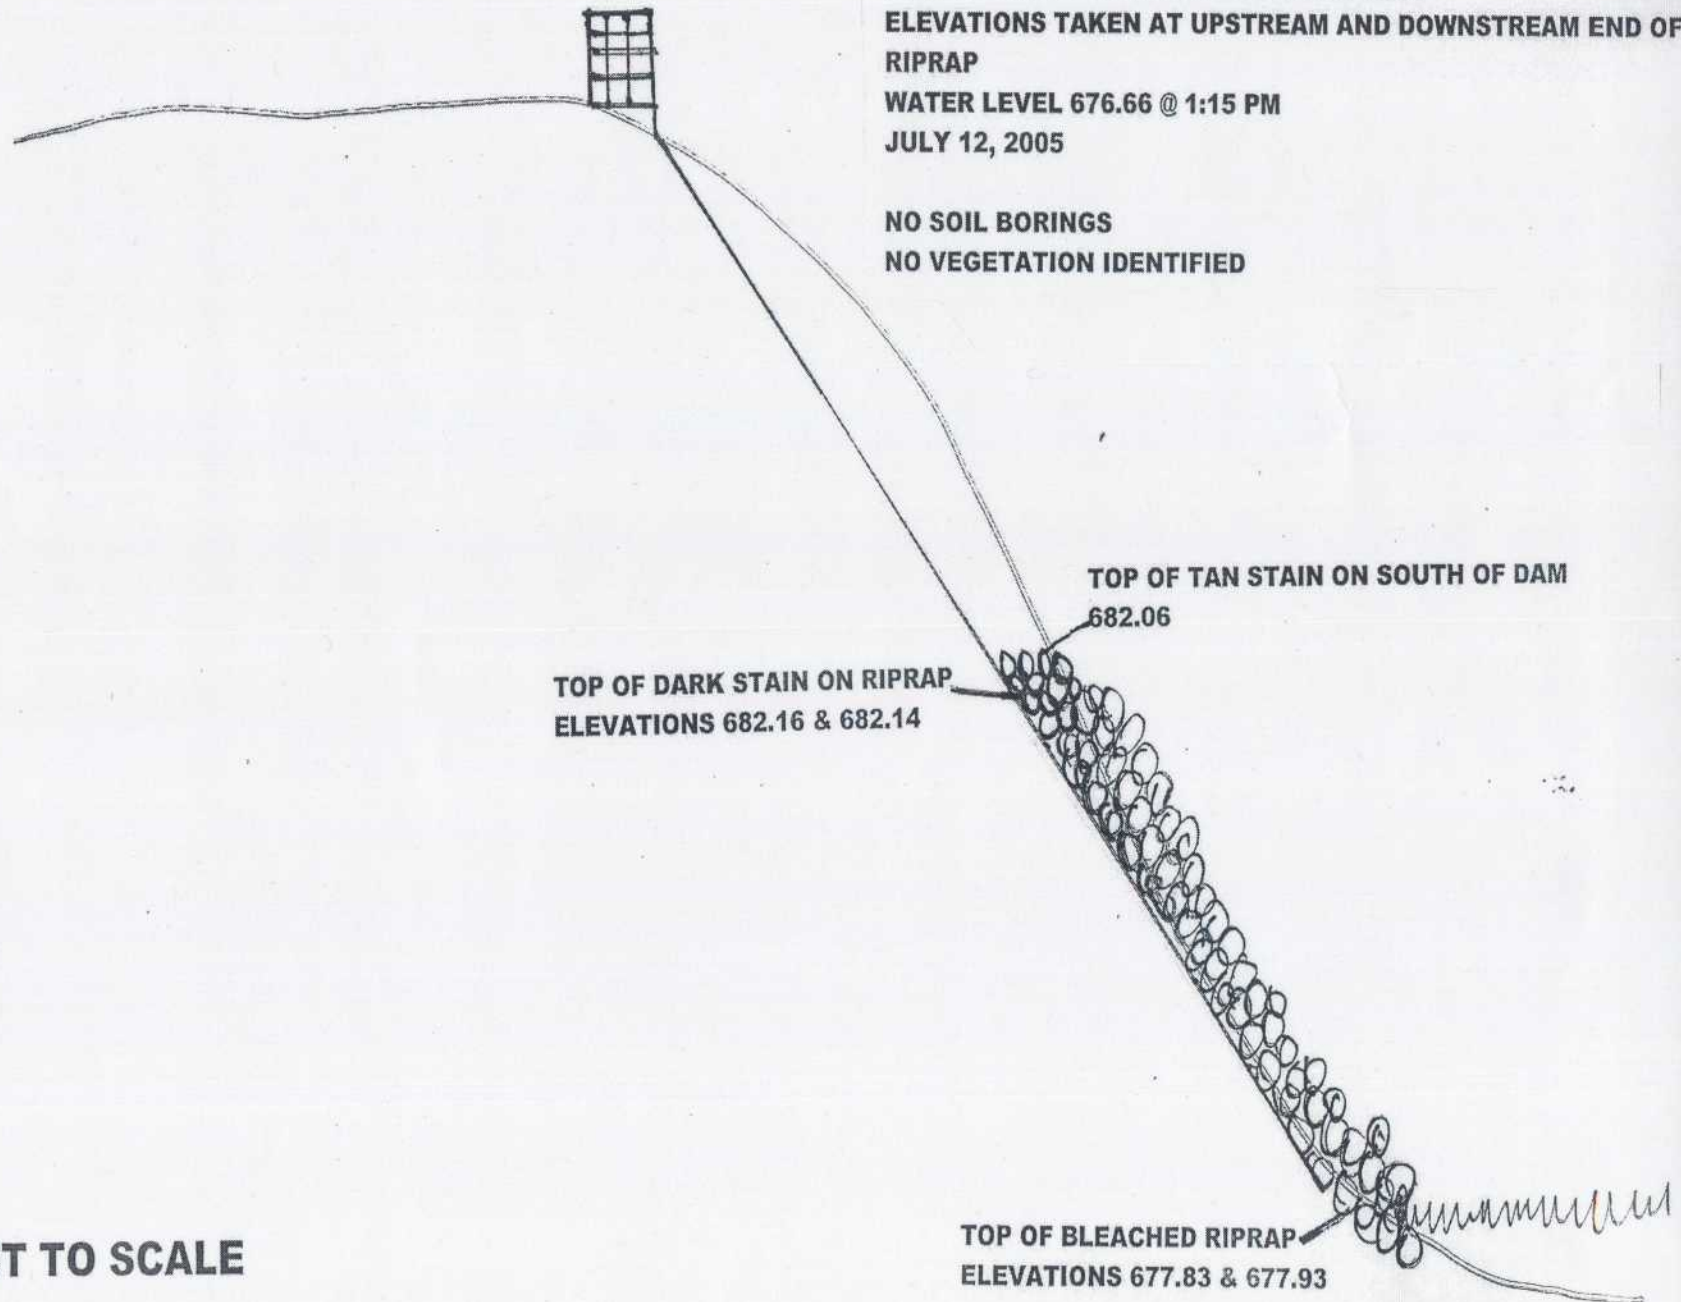 ELEVATIONS TAKEN AT UPSTREAM AND DOWNSTREAM END OF
RIPRAP
WATER LEVEL 676.66 @ 1:15 PM
JULY 12, 2005
NO SOIL BORINGS
NO VEGETATION IDENTIFIED
TOP OF TAN STAIN ON SOUTH OF DAM
682.06
TOP OF DARK STAIN ON RIPRAP
ELEVATIONS 682.16 & 682.14
TOP OF BLEACHED RIPRAP
ELEVATIONS 677.83 & 677.93
T TO SCALE